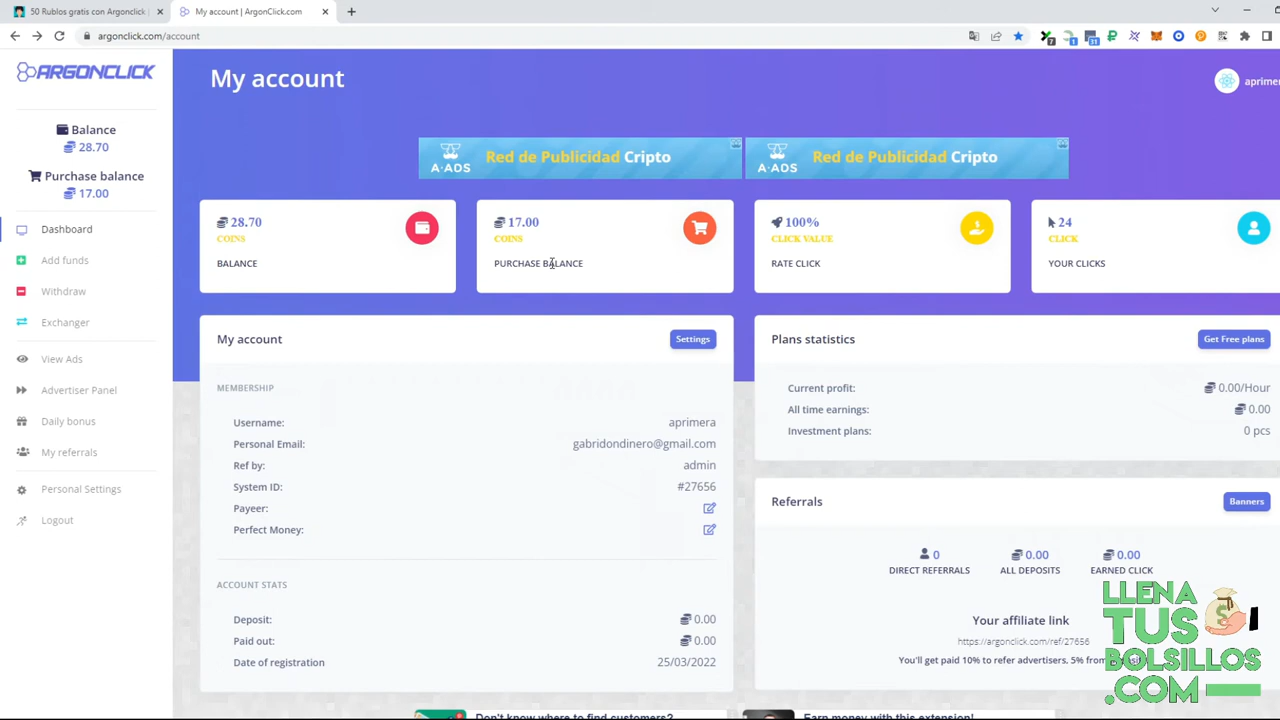 50 Rublos gratis con Argonclick
My account | ArgonClick.com
argonclick.com/account
ARGONCLICK
Balance
28.70
Purchase balance
17.00
Dashboard
Add funds
Withdraw
Exchanger
View Ads
Advertiser Panel
Daily bonus
My referrals
Personal Settings
Logout
My account
A-ADS Red de Publicidad Cripto
A-ADS Red de Publicidad Cripto
28.70
COINS
BALANCE
17.00
COINS
PURCHASE BALANCE
100%
CLICK VALUE
RATE CLICK
24
CLICK
YOUR CLICKS
My account Settings
MEMBERSHIP
Username: aprimera
Personal Email: gabridondinero@gmail.com
Ref by: admin
System ID: #27656
Payeer:
Perfect Money:
ACCOUNT STATS
Deposit: 0.00
Paid out: 0.00
Date of registration 25/03/2022
Plans statistics Get Free plans
Current profit: 0.00/Hour
All time earnings: 0.00
Investment plans: 0 pcs
Referrals Banners
0 0.00 0.00
DIRECT REFERRALS ALL DEPOSITS EARNED CLICK
Your affiliate link
https://argonclick.com/ref/27656
You'll get paid 10% to refer advertisers, 5% from
LLENA
TUS
BOLSILLOS
.COM
Don't know where to find customers?
Earn money with this extension!